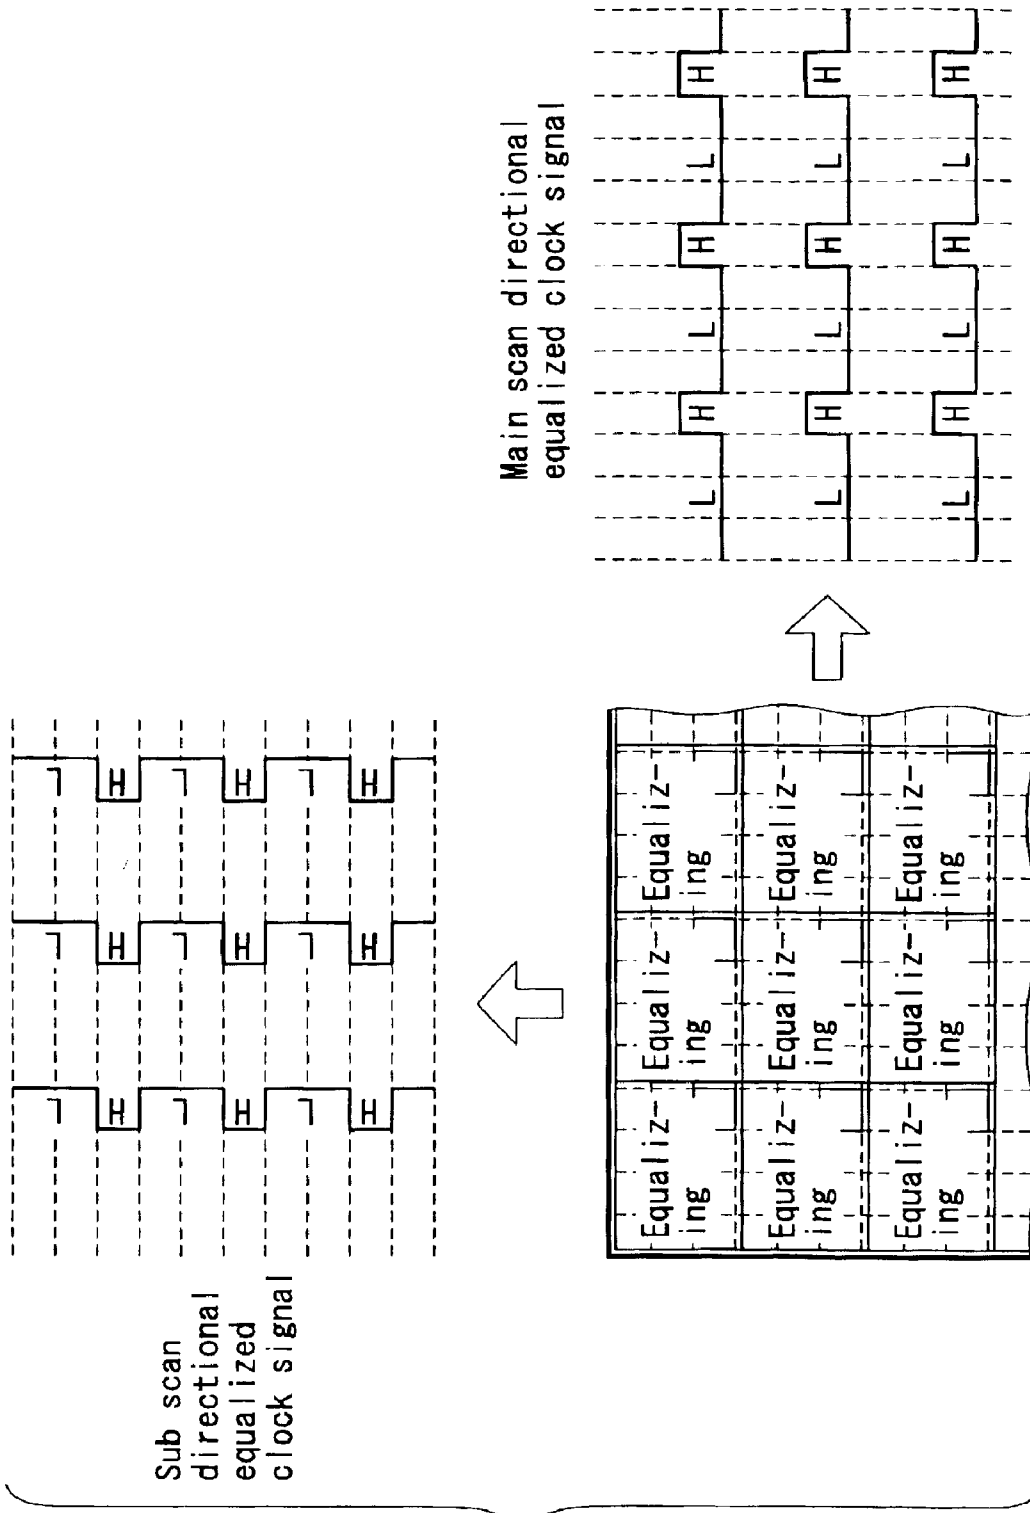 Sub scan
directional
equalized
clock signal
L L L
H H H
L L L
H H H
L L L
H H H
Main scan directional
equalized clock signal
Equaliz- Equaliz- Equaliz-
ing ing ing
Equaliz- Equaliz- Equaliz-
ing ing ing
Equaliz- Equaliz- Equaliz-
ing ing ing
L H L H L H
L H L H L H
L H L H L H